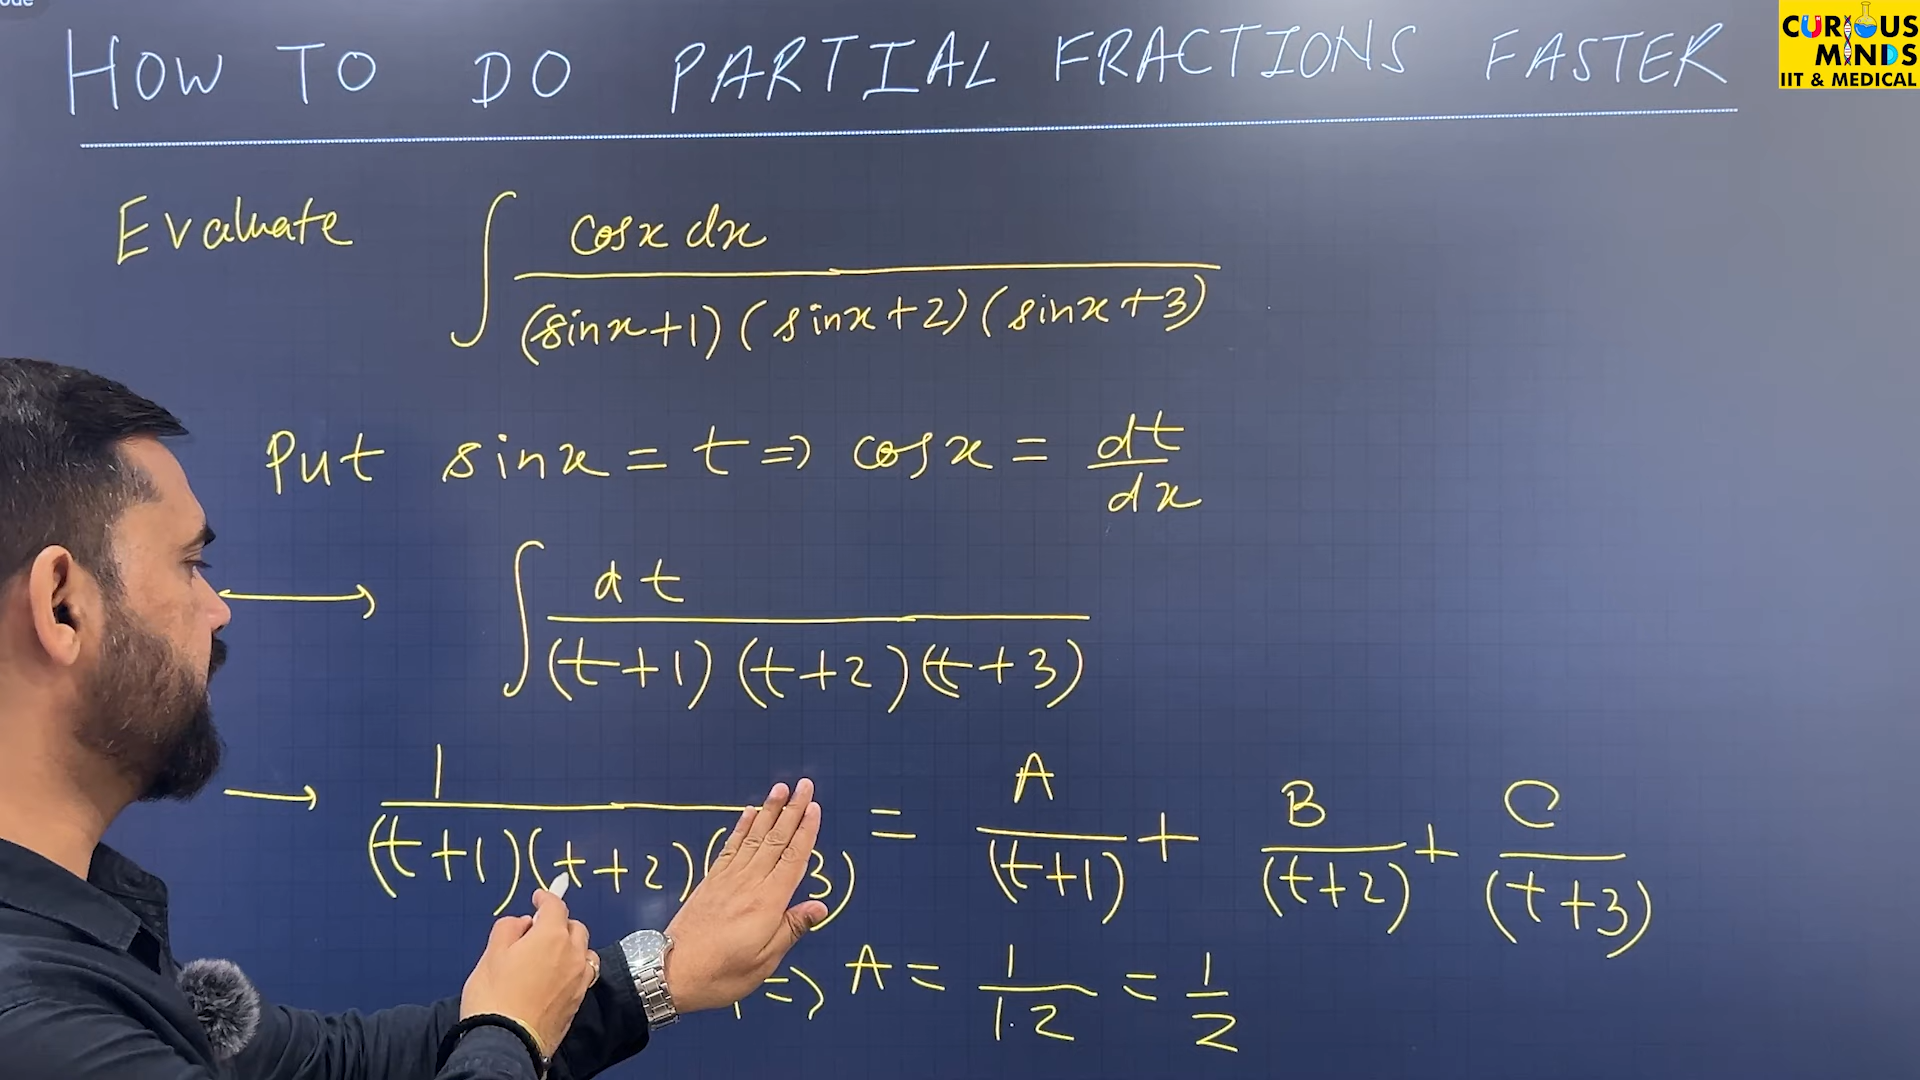 ode
HOW TO DO PARTIAL FRACTIONS FASTER
CURIOUS
MINDS
IIT & MEDICAL
Evaluate ∫ cosx dx
(sinx+1)(sinx+2)(sinx+3)
Put sinx = t ⇒ cosx = dt
dx
→ ∫ dt
(t+1)(t+2)(t+3)
→ 1 = A + B + C
(t+1)(t+2)( 3) (t+1) (t+2) (t+3)
⇒ A = 1 = 1
1.2 2